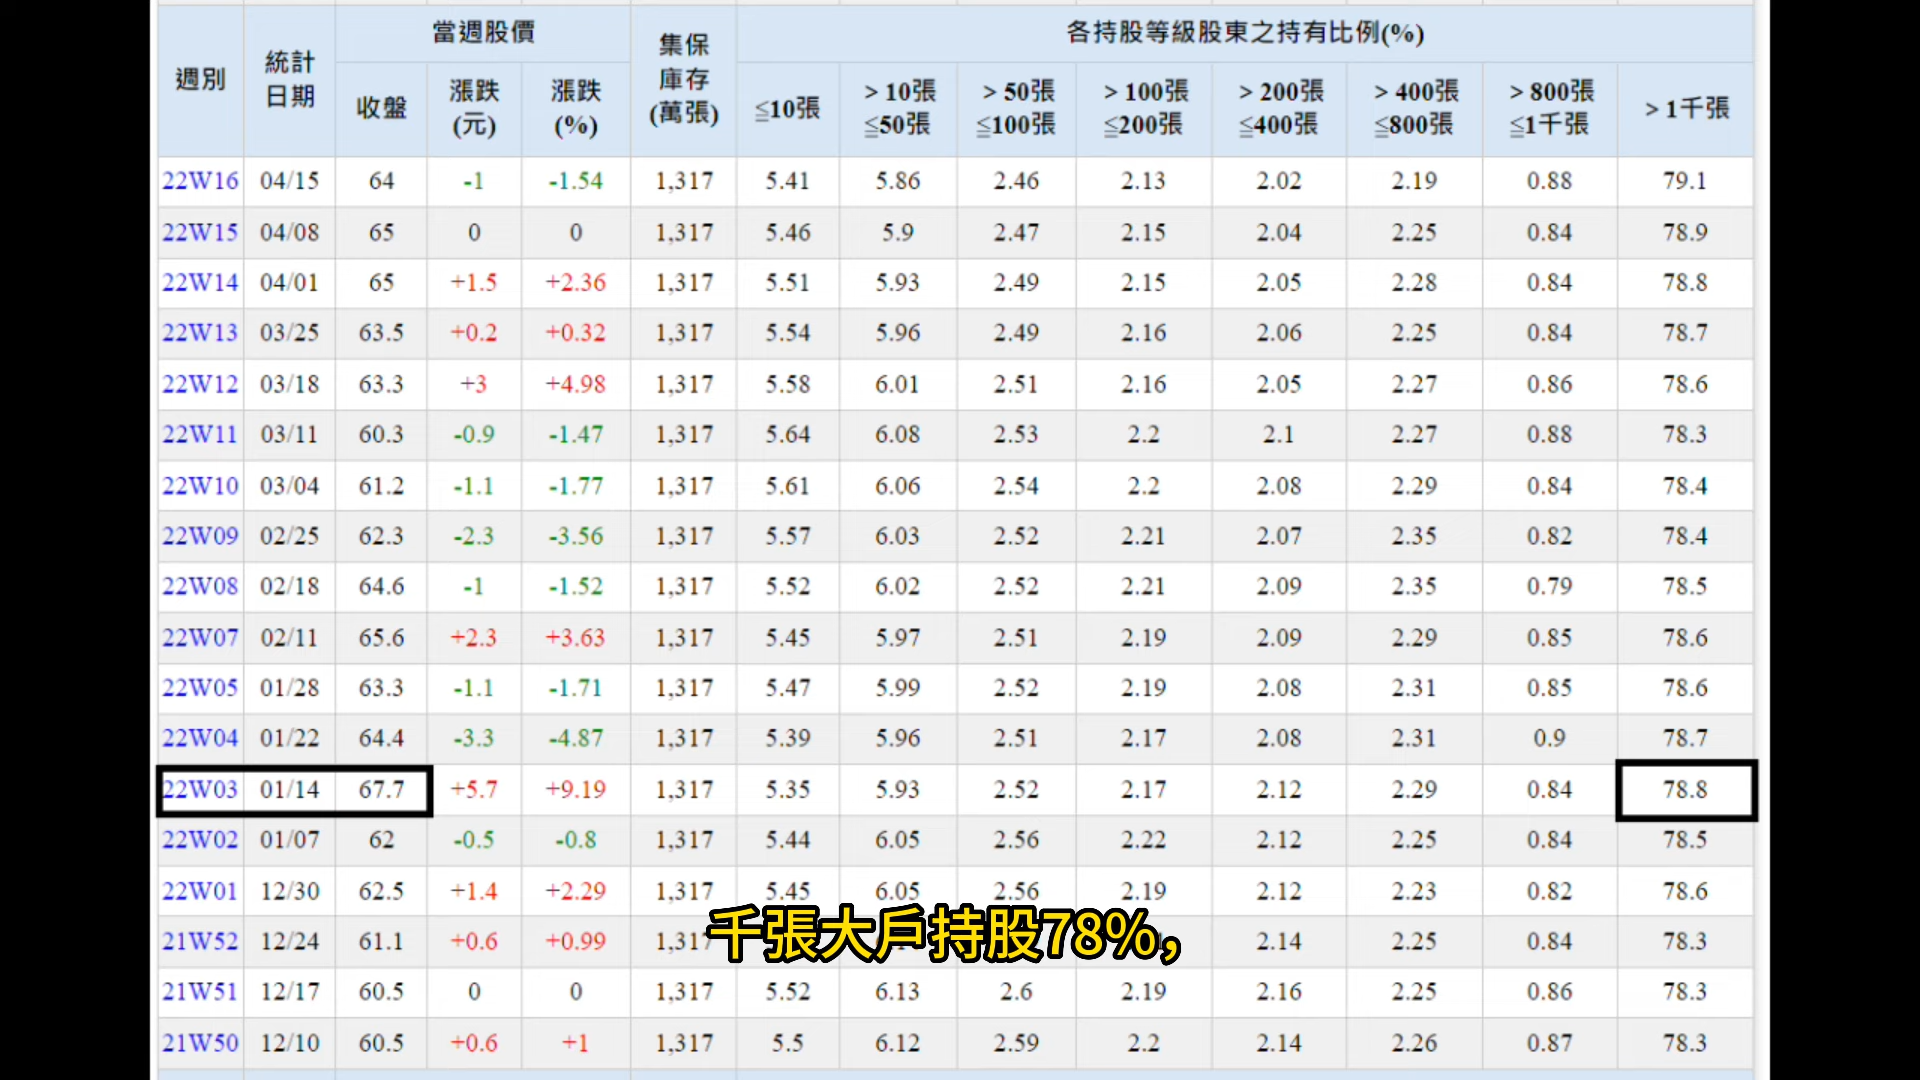 週別 統計日期 當週股價 集保庫存(萬張) 各持股等級股東之持有比例(%)
收盤 漲跌(元) 漲跌(%) ≦10張 >10張≦50張 >50張≦100張 >100張≦200張 >200張≦400張 >400張≦800張 >800張≦1千張 >1千張
22W16 04/15 64 -1 -1.54 1,317 5.41 5.86 2.46 2.13 2.02 2.19 0.88 79.1
22W15 04/08 65 0 0 1,317 5.46 5.9 2.47 2.15 2.04 2.25 0.84 78.9
22W14 04/01 65 +1.5 +2.36 1,317 5.51 5.93 2.49 2.15 2.05 2.28 0.84 78.8
22W13 03/25 63.5 +0.2 +0.32 1,317 5.54 5.96 2.49 2.16 2.06 2.25 0.84 78.7
22W12 03/18 63.3 +3 +4.98 1,317 5.58 6.01 2.51 2.16 2.05 2.27 0.86 78.6
22W11 03/11 60.3 -0.9 -1.47 1,317 5.64 6.08 2.53 2.2 2.1 2.27 0.88 78.3
22W10 03/04 61.2 -1.1 -1.77 1,317 5.61 6.06 2.54 2.2 2.08 2.29 0.84 78.4
22W09 02/25 62.3 -2.3 -3.56 1,317 5.57 6.03 2.52 2.21 2.07 2.35 0.82 78.4
22W08 02/18 64.6 -1 -1.52 1,317 5.52 6.02 2.52 2.21 2.09 2.35 0.79 78.5
22W07 02/11 65.6 +2.3 +3.63 1,317 5.45 5.97 2.51 2.19 2.09 2.29 0.85 78.6
22W05 01/28 63.3 -1.1 -1.71 1,317 5.47 5.99 2.52 2.19 2.08 2.31 0.85 78.6
22W04 01/22 64.4 -3.3 -4.87 1,317 5.39 5.96 2.51 2.17 2.08 2.31 0.9 78.7
22W03 01/14 67.7 +5.7 +9.19 1,317 5.35 5.93 2.52 2.17 2.12 2.29 0.84 78.8
22W02 01/07 62 -0.5 -0.8 1,317 5.44 6.05 2.56 2.22 2.12 2.25 0.84 78.5
22W01 12/30 62.5 +1.4 +2.29 1,317 5.45 6.05 2.56 2.19 2.12 2.23 0.82 78.6
21W52 12/24 61.1 +0.6 +0.99 1,317 2.14 2.25 0.84 78.3
千張大戶持股78%,
21W51 12/17 60.5 0 0 1,317 5.52 6.13 2.6 2.19 2.16 2.25 0.86 78.3
21W50 12/10 60.5 +0.6 +1 1,317 5.5 6.12 2.59 2.2 2.14 2.26 0.87 78.3